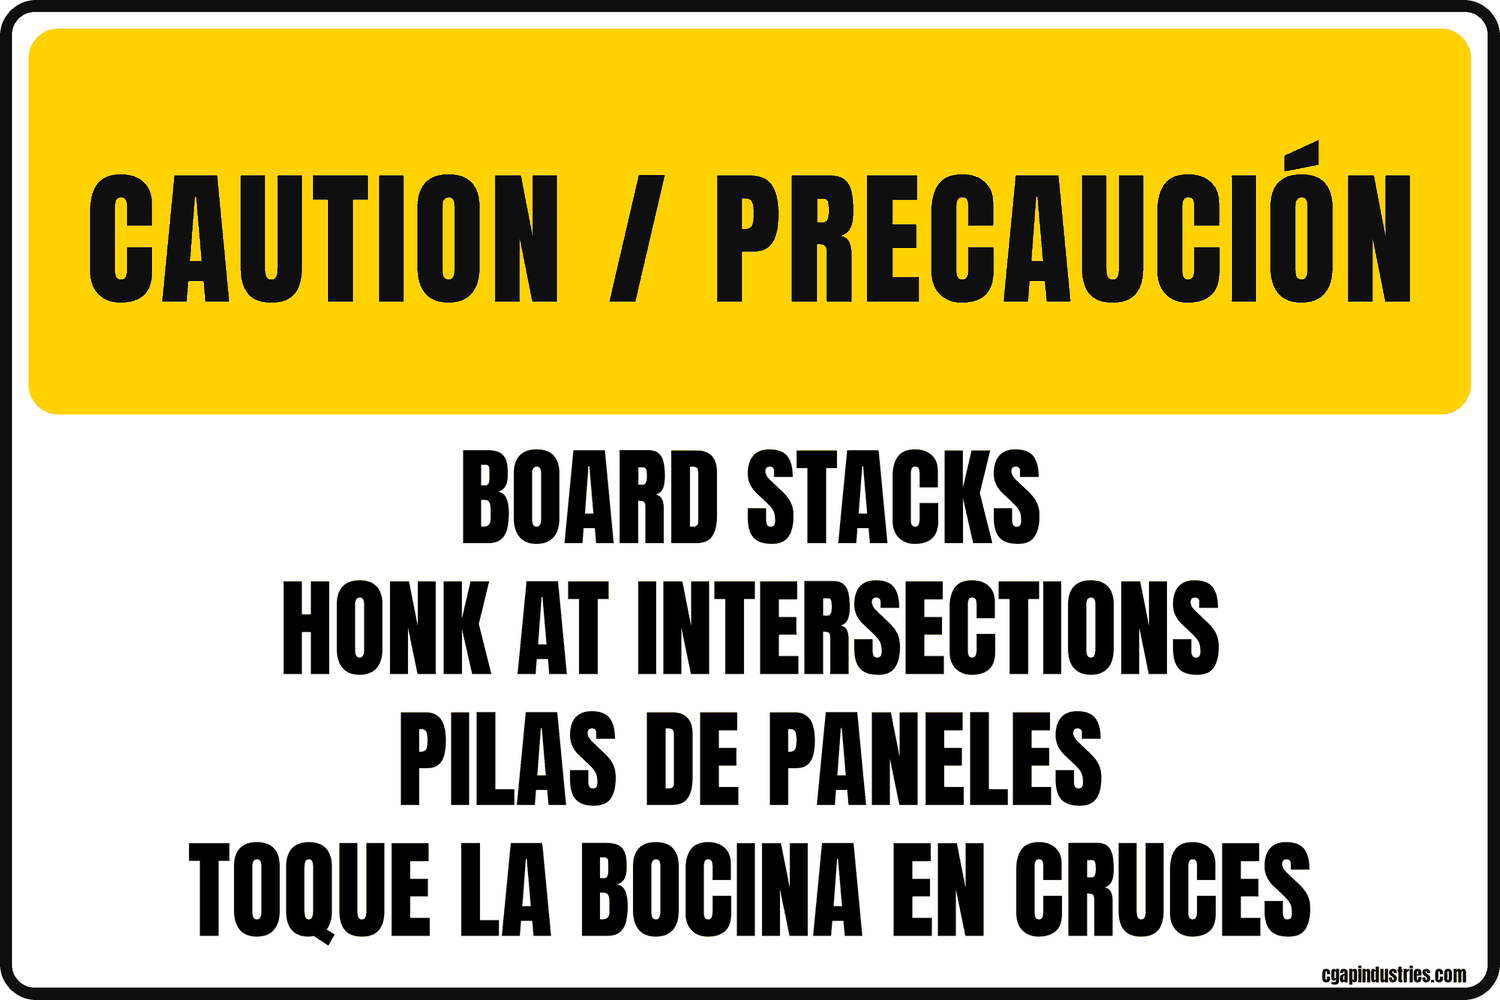 CAUTION / PRECAUCIÓN
BOARD STACKS
HONK AT INTERSECTIONS
PILAS DE PANELES
TOQUE LA BOCINA EN CRUCES
cgapindustries.com